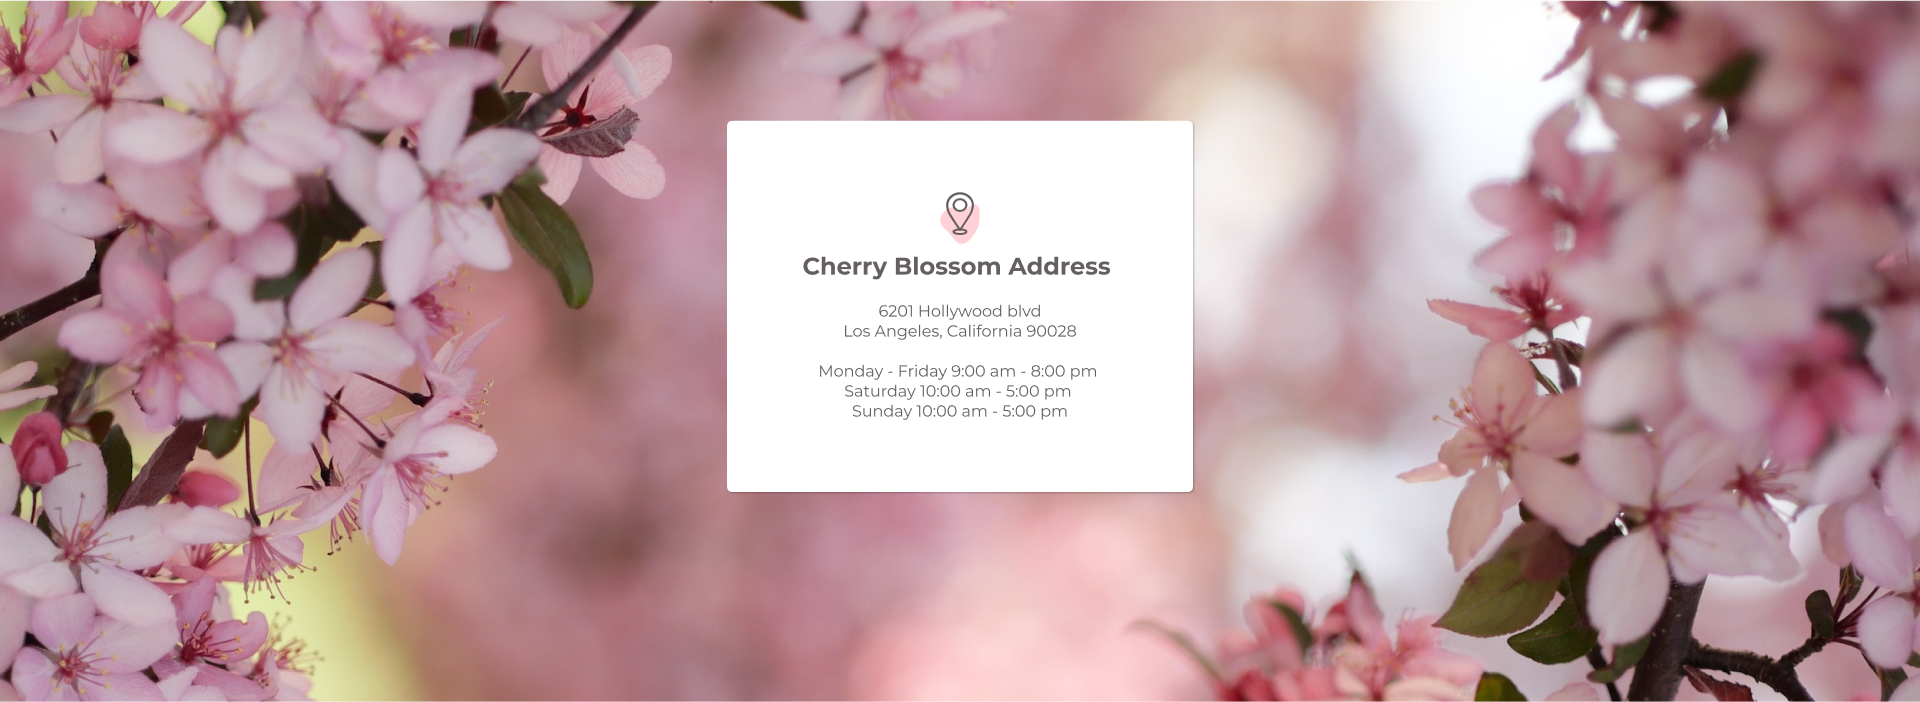 Cherry Blossom Address
6201 Hollywood blvd
Los Angeles, California 90028
Monday - Friday 9:00 am - 8:00 pm
Saturday 10:00 am - 5:00 pm
Sunday 10:00 am - 5:00 pm